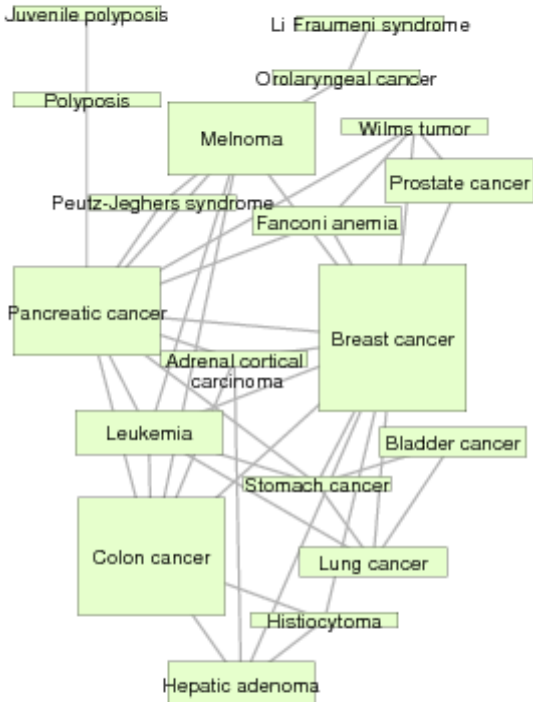 Juvenile polyposis
Li Fraumeni syndrome
Orolaryngeal cancer
Polyposis
Wilms tumor
Melnoma
Prostate cancer
Peutz-Jeghers syndrome
Fanconi anemia
Pancreatic cancer
Breast cancer
Adrenal cortical
carcinoma
Leukemia
Bladder cancer
Stomach cancer
Colon cancer
Lung cancer
Histiocytoma
Hepatic adenoma